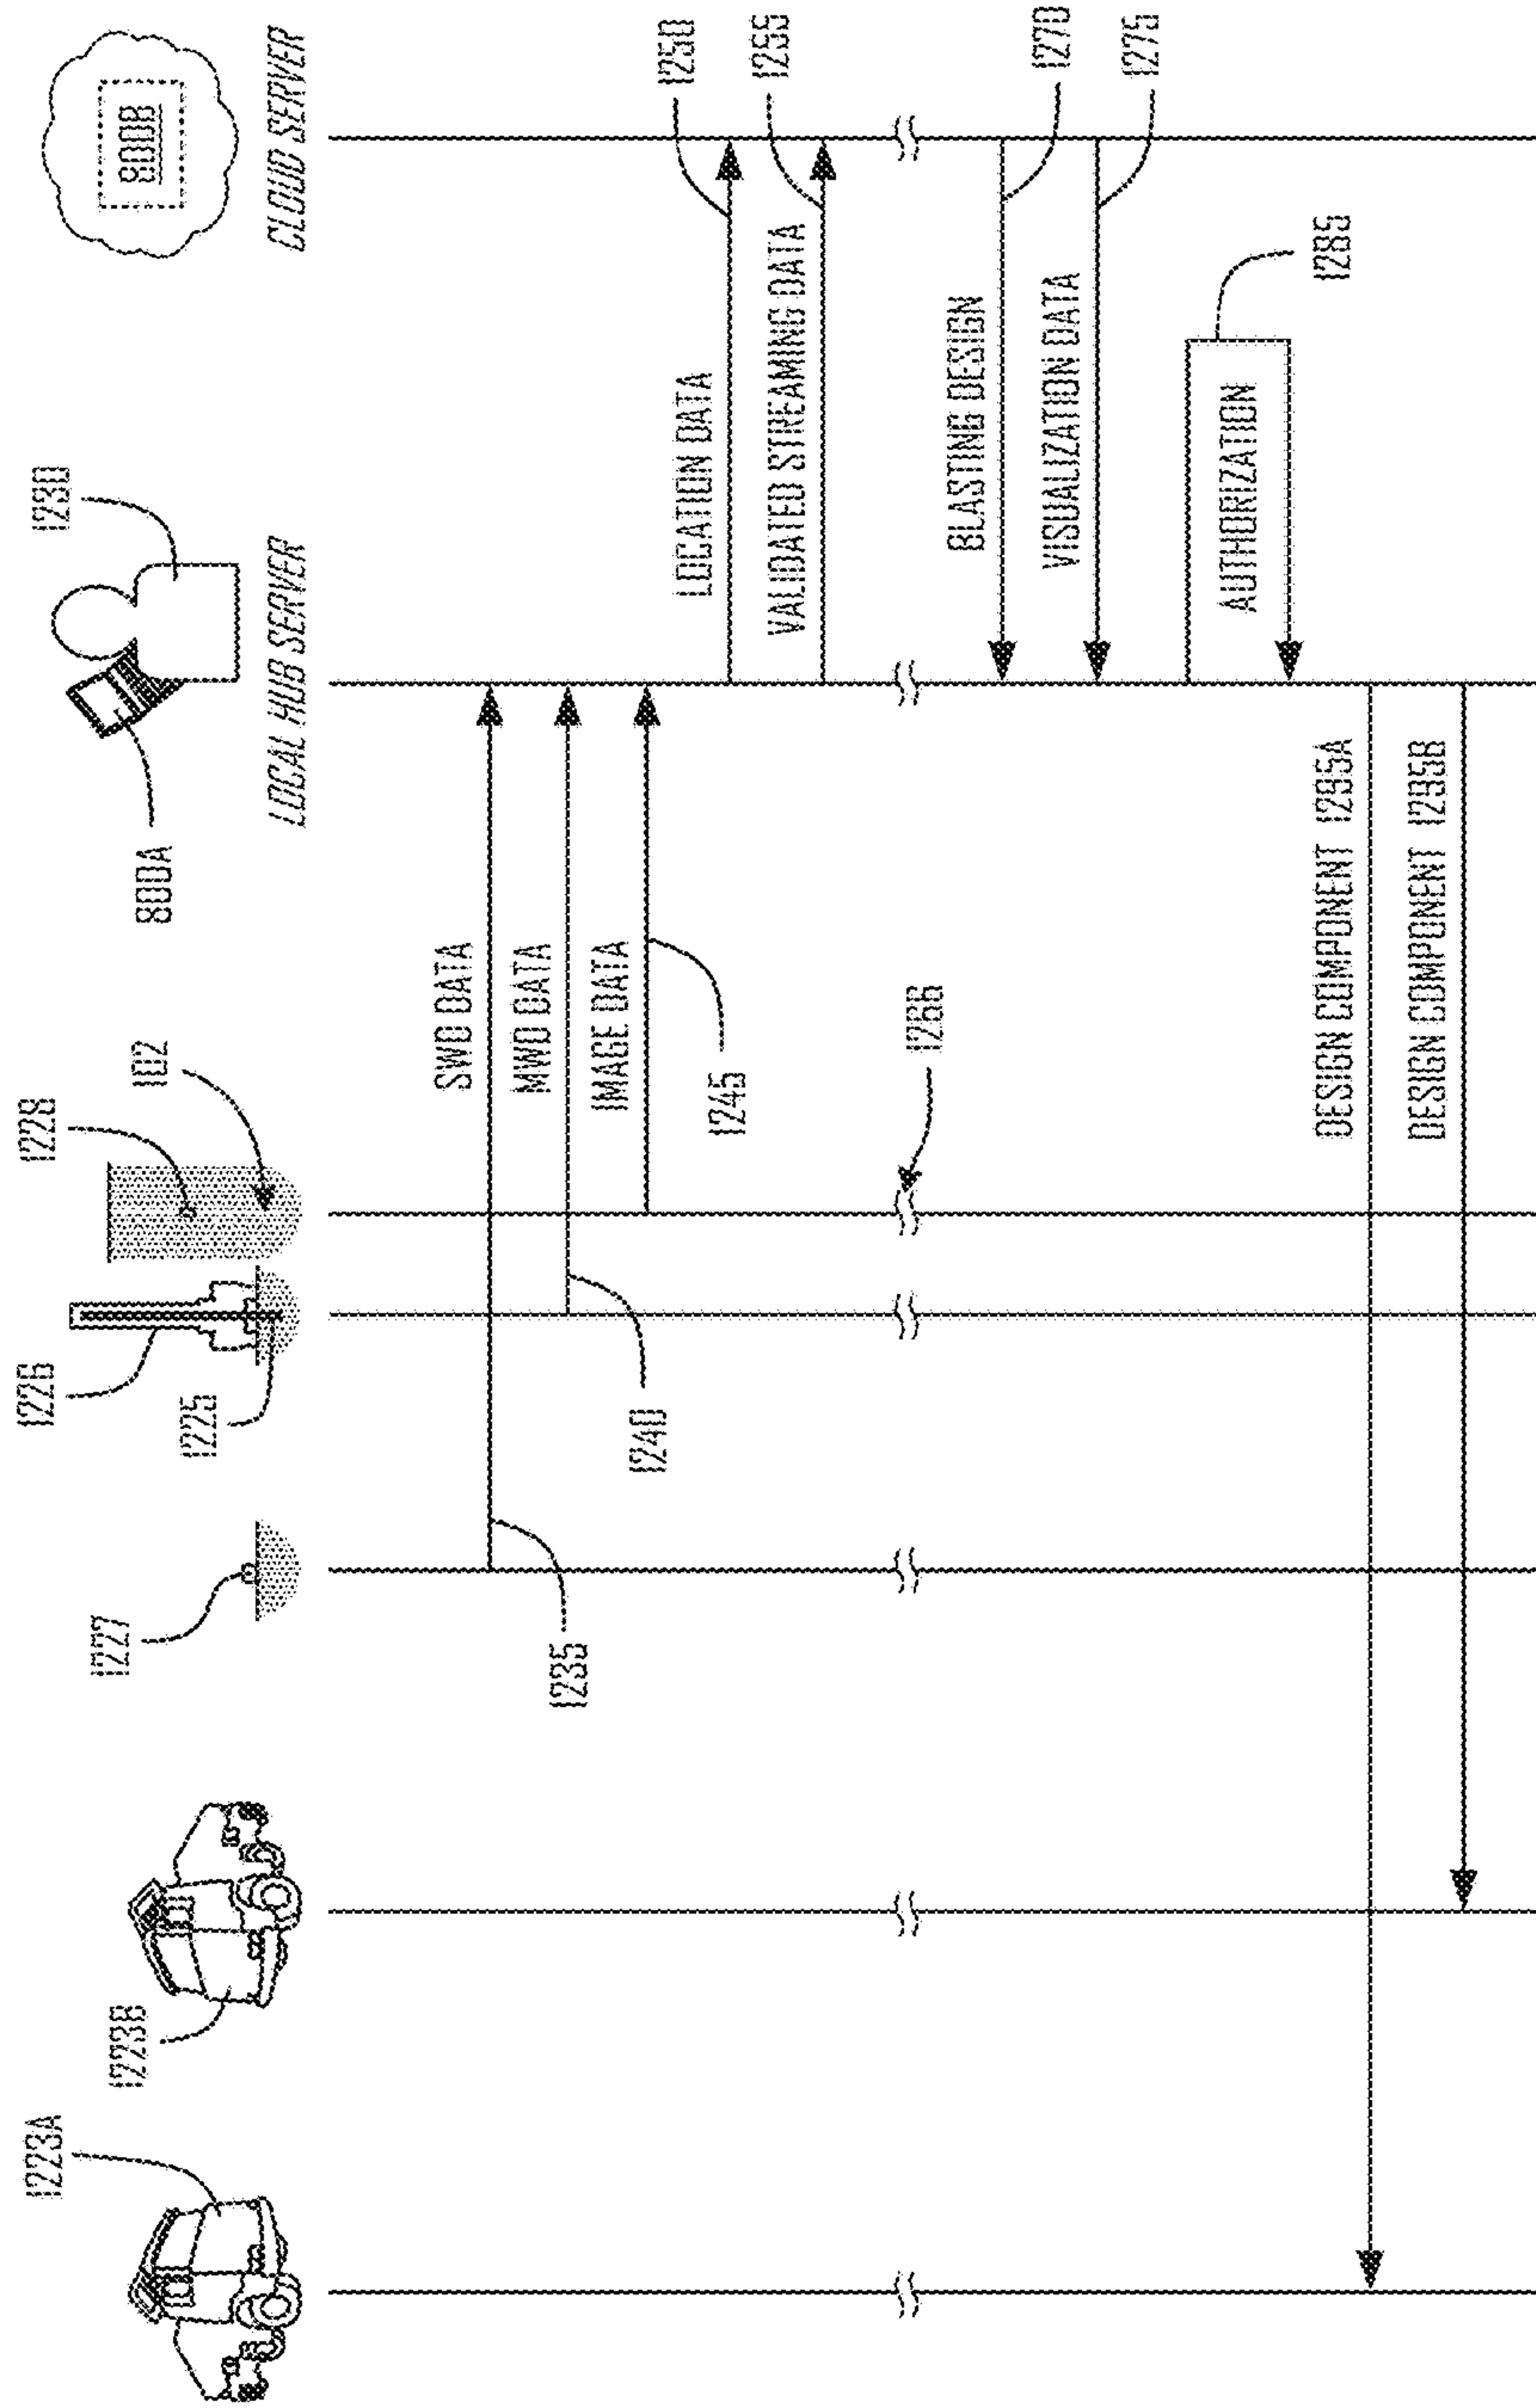 1223A
1226
1228
1230
1223B
1227
102
800A
800B
1225
LOCAL HUB SERVER
CLOUD SERVER
SWD DATA
MWD DATA
1235
IMAGE DATA
1240
LOCATION DATA
1250
1245
VALIDATED STREAMING DATA
1255
1266
BLASTING DESIGN
1270
VISUALIZATION DATA
1275
AUTHORIZATION
1285
DESIGN COMPONENT 1295A
DESIGN COMPONENT 1295B